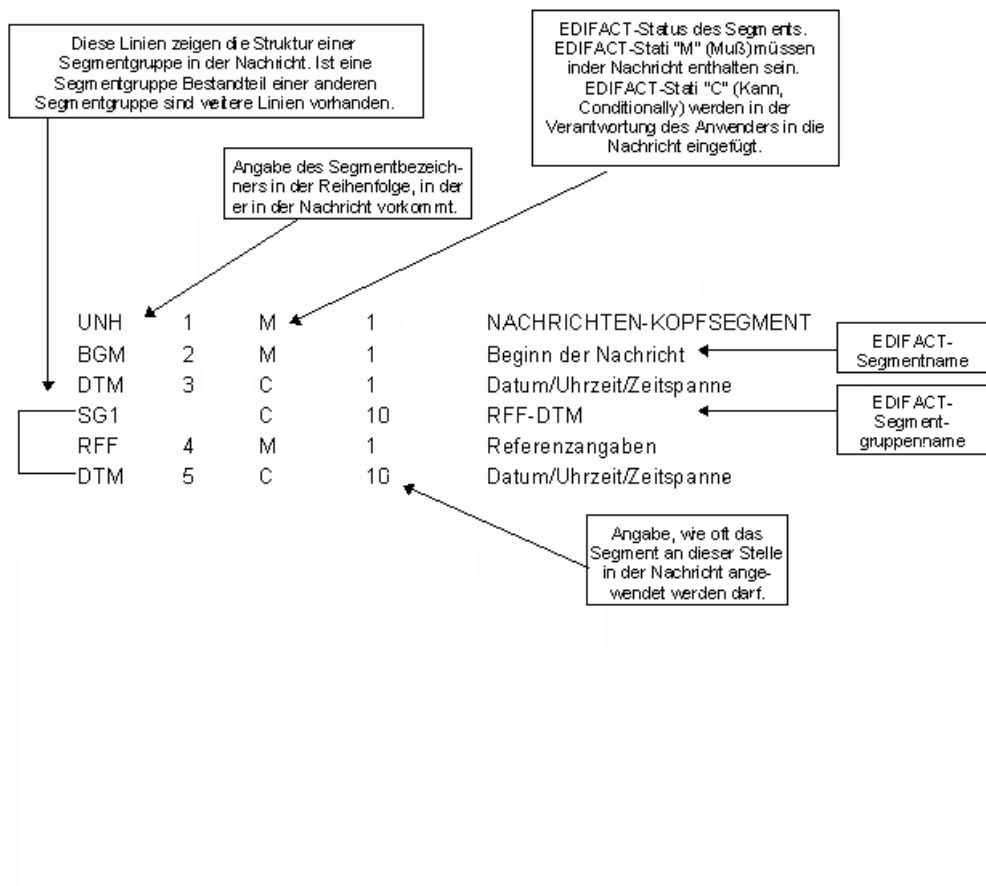 Diese Linien zeigen die Struktur einer
Segmentgruppe in der Nachricht. Ist eine
Segmentgruppe Bestandteil einer anderen
Segmentgruppe sind weitere Linien vorhanden.
EDIFACT-Status des Segments.
EDIFACT-Stati "M" (Muß) müssen
inder Nachricht enthalten sein.
EDIFACT-Stati "C" (Kann,
Conditionally) werden in der
Verantwortung des Anwenders in die
Nachricht eingefügt.
Angabe des Segmentbezeich-
ners in der Reihenfolge, in der
er in der Nachricht vorkommt.
UNH 1 M 1 NACHRICHTEN-KOPFSEGMENT
BGM 2 M 1 Beginn der Nachricht
DTM 3 C 1 Datum/Uhrzeit/Zeitspanne
SG1 C 10 RFF-DTM
RFF 4 M 1 Referenzangaben
DTM 5 C 10 Datum/Uhrzeit/Zeitspanne
EDIFACT-
Segmentname
EDIFACT-
Segment-
gruppenname
Angabe, wie oft das
Segment an dieser Stelle
in der Nachricht ange-
wendet werden darf.